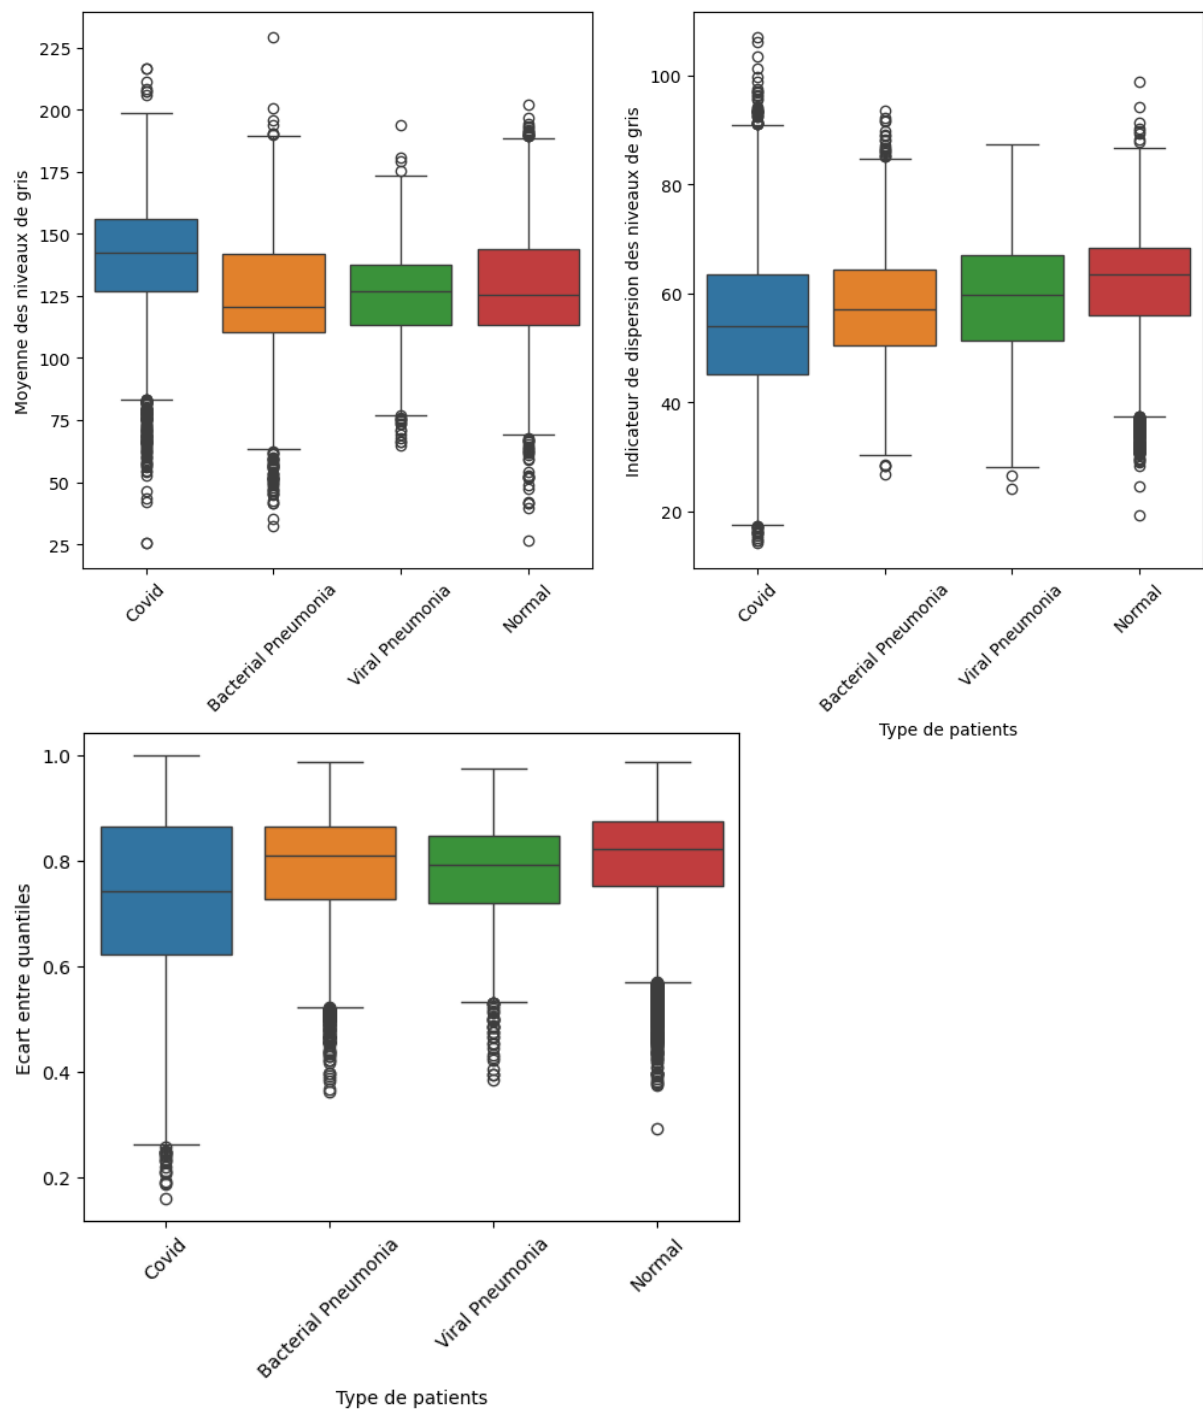 Moyenne des niveaux de gris
225
200
175
150
125
100
75
50
25
Covid
Bacterial Pneumonia
Viral Pneumonia
Normal
Indicateur de dispersion des niveaux de gris
100
80
60
40
20
Covid
Bacterial Pneumonia
Viral Pneumonia
Normal
Type de patients
Ecart entre quantiles
1.0
0.8
0.6
0.4
0.2
Covid
Bacterial Pneumonia
Viral Pneumonia
Normal
Type de patients